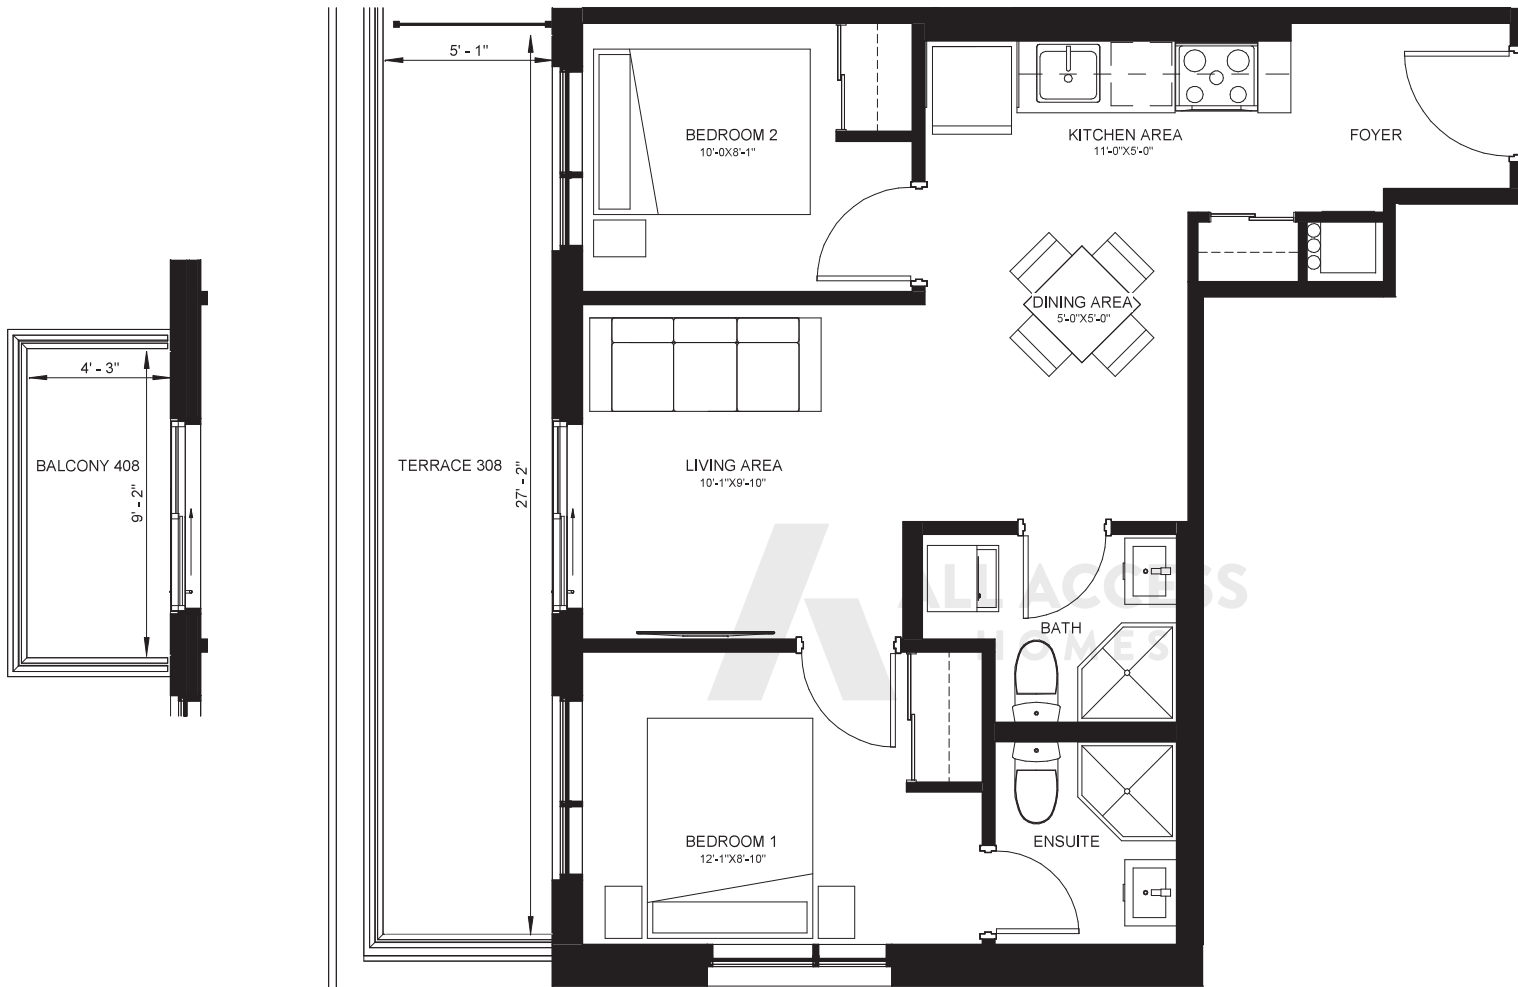 5' - 1"
BEDROOM 2
10'-0X8'-1"
KITCHEN AREA
11'-0"X5'-0"
FOYER
DINING AREA
5'-0"X5'-0"
4' - 3"
BALCONY 408
9' - 2"
TERRACE 308
27' - 2"
LIVING AREA
10'-1"X9'-10"
ALL ACCESS
HOMES
BATH
BEDROOM 1
12'-1"X8'-10"
ENSUITE